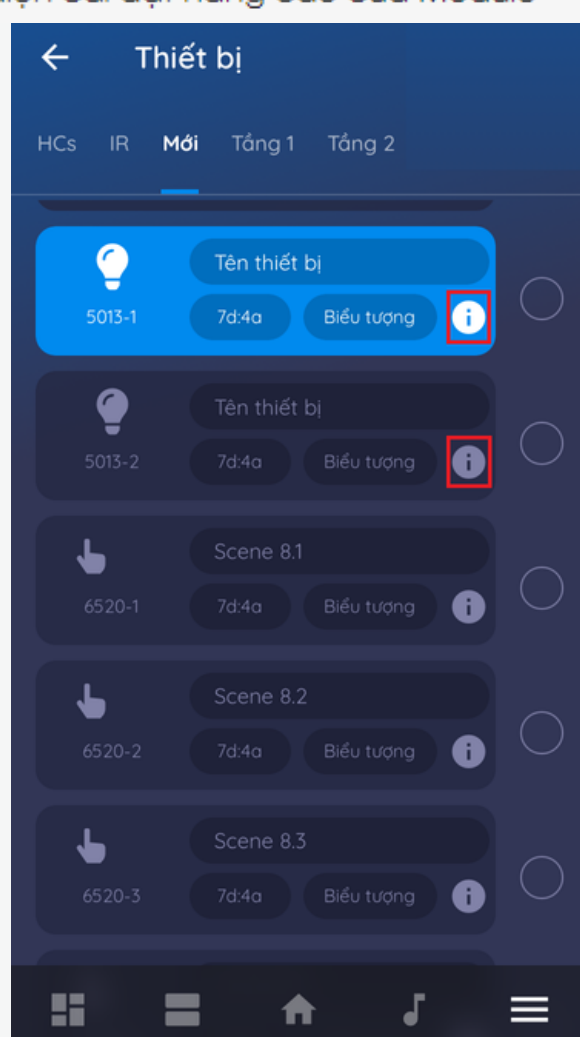 Thiết bị
HCs IR Mới Tầng 1 Tầng 2
Tên thiết bị
5013-1 7d:4a Biểu tượng i
Tên thiết bị
5013-2 7d:4a Biểu tượng i
Scene 8.1
6520-1 7d:4a Biểu tượng i
Scene 8.2
6520-2 7d:4a Biểu tượng i
Scene 8.3
6520-3 7d:4a Biểu tượng i